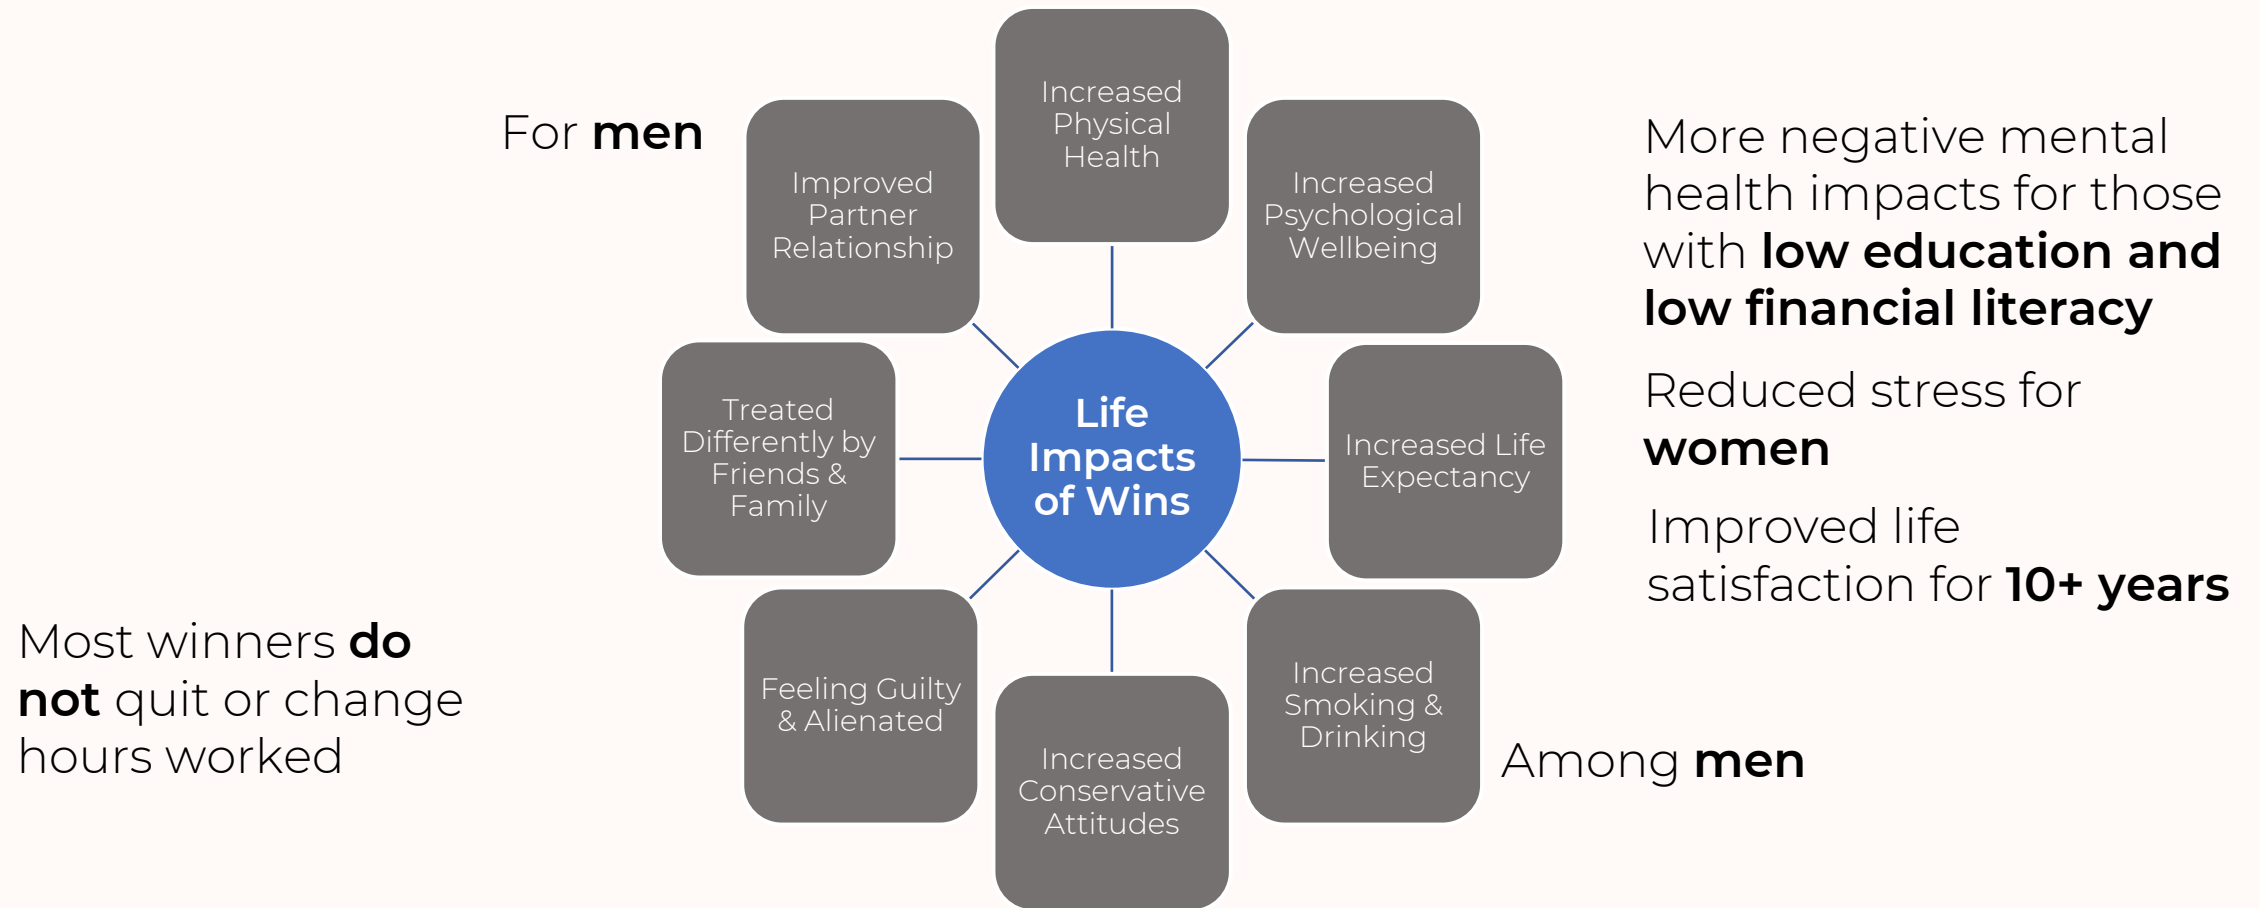 Increased
Physical
Health
For men
Improved
Partner
Relationship
Increased
Psychological
Wellbeing
More negative mental
health impacts for those
with low education and
low financial literacy
Reduced stress for
women
Improved life
satisfaction for 10+ years
Treated
Differently by
Friends &
Family
Life
Impacts
of Wins
Increased Life
Expectancy
Most winners do
not quit or change
hours worked
Feeling Guilty
& Alienated
Increased
Conservative
Attitudes
Increased
Smoking &
Drinking
Among men